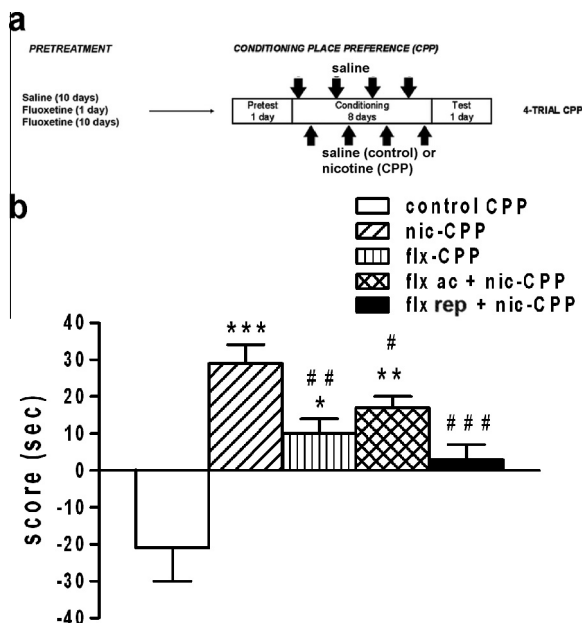 a
PRETREATMENT
CONDITIONING PLACE PREFERENCE (CPP)
saline
Saline (10 days)
Fluoxetine (1 day)
Fluoxetine (10 days)
Pretest
1 day
Conditioning
8 days
Test
1 day
4-TRIAL CPP
saline (control) or
nicotine (CPP)
b
control CPP
nic-CPP
flx-CPP
flx ac + nic-CPP
flx rep + nic-CPP
score (sec)
40
30
20
10
0
-10
-20
-30
-40
***
##
*
#
**
###